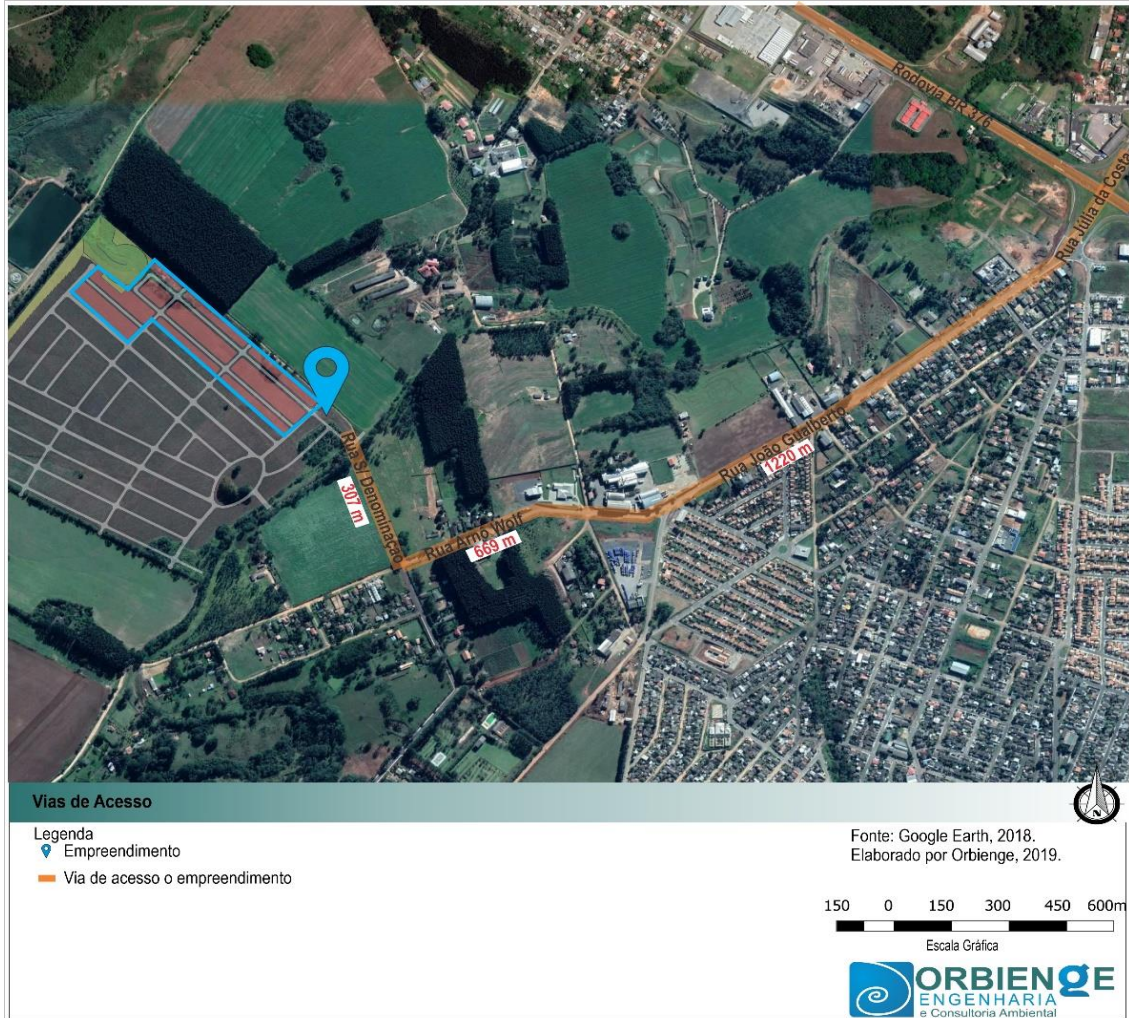 Rodovia BR 376
Rua Júlia da Costa
Rua João Gualberto
1220 m
Rua S/ Denominação
307 m
Rua Arno Wolf
669 m
Vias de Acesso
N
Legenda
Empreendimento
Via de acesso o empreendimento
Fonte: Google Earth, 2018.
Elaborado por Orbienge, 2019.
150 0 150 300 450 600m
Escala Gráfica
ORBIENGE
ENGENHARIA
e Consultoria Ambiental